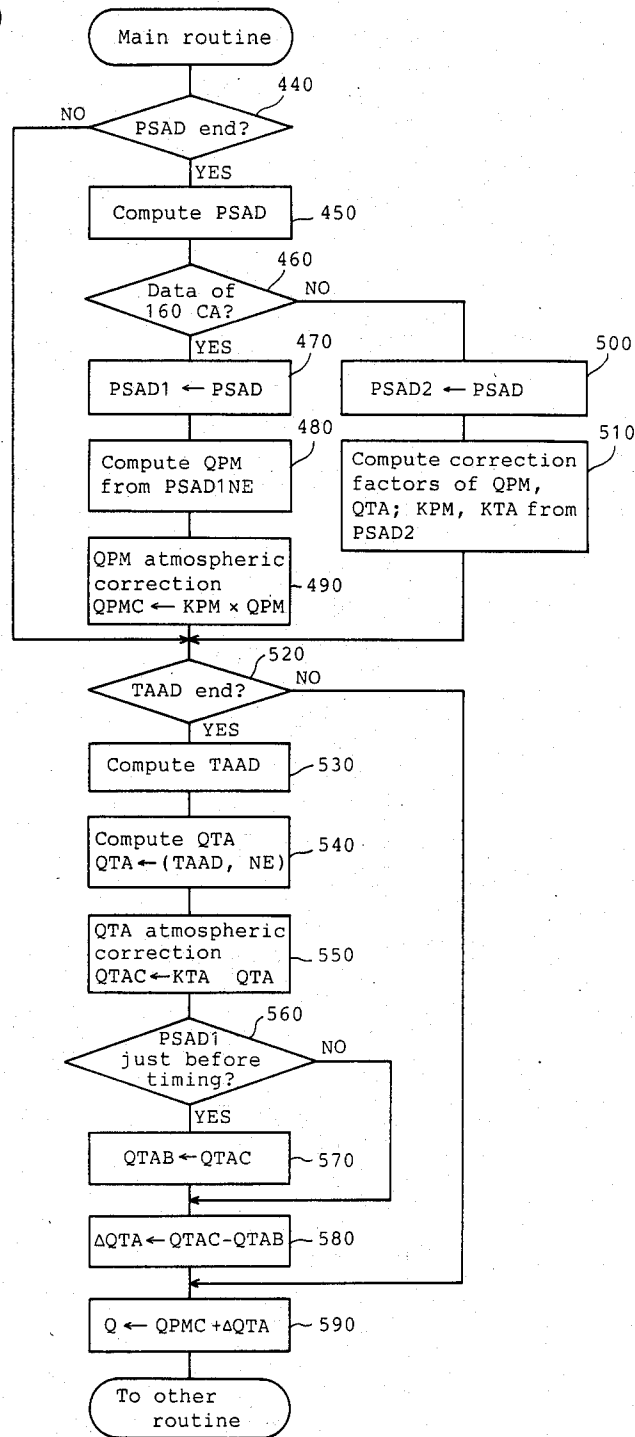 )
Main routine
440
NO
PSAD end?
YES
Compute PSAD
450
460
Data of
160 CA?
NO
YES
470
PSAD1 ← PSAD
500
PSAD2 ← PSAD
480
Compute QPM
from PSAD1NE
510
Compute correction
factors of QPM,
QTA; KPM, KTA from
PSAD2
QPM atmospheric
correction
QPMC ← KPM × QPM
490
520
TAAD end?
NO
YES
Compute TAAD
530
Compute QTA
QTA ← (TAAD, NE)
540
QTA atmospheric
correction
QTAC ← KTA QTA
550
560
PSAD1
just before
timing?
NO
YES
QTAB ← QTAC
570
ΔQTA ← QTAC-QTAB
580
Q ← QPMC +ΔQTA
590
To other
routine